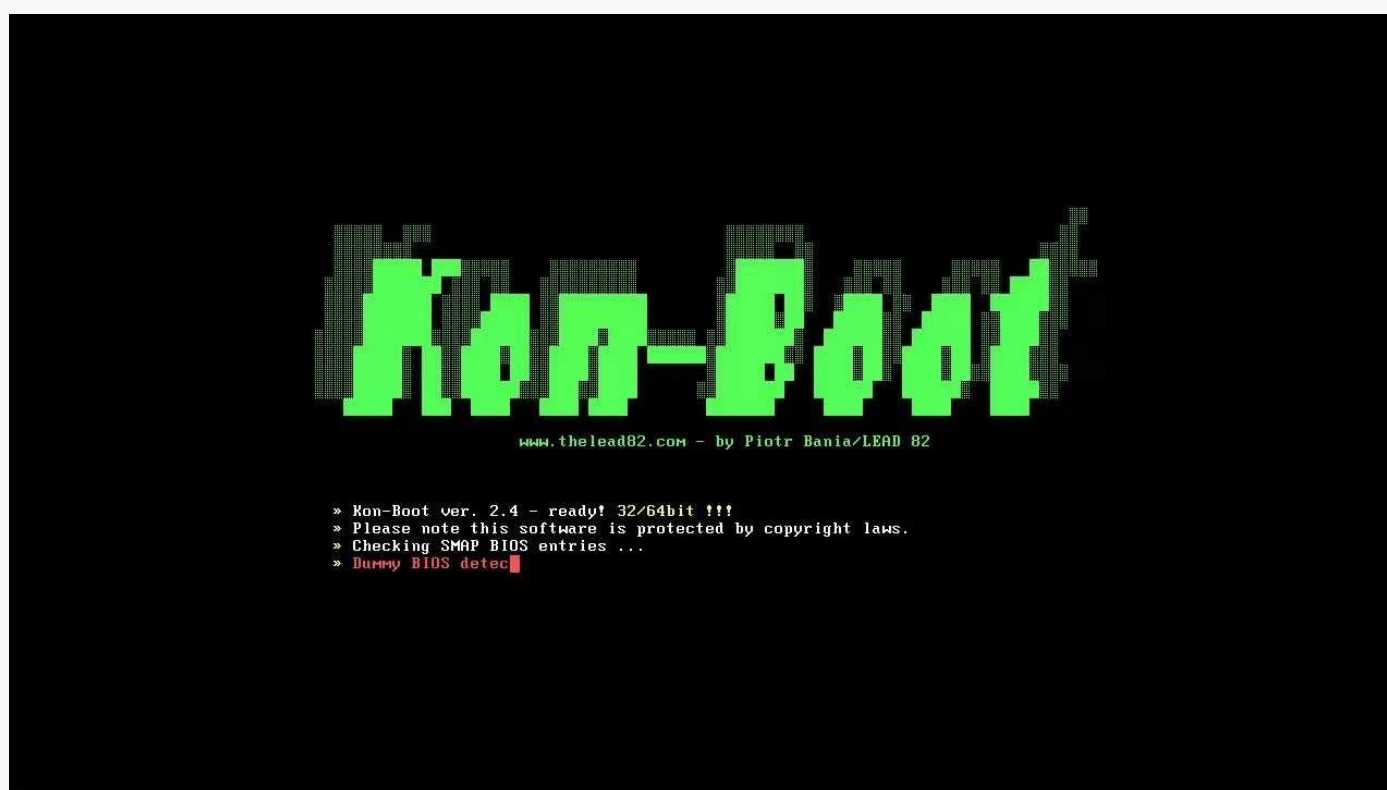 Kon-Boot
www.thelead82.com - by Piotr Bania/LEAD 82
» Kon-Boot ver. 2.4 - ready! 32/64bit !!!
» Please note this software is protected by copyright laws.
» Checking SMAP BIOS entries ...
» Dummy BIOS detec